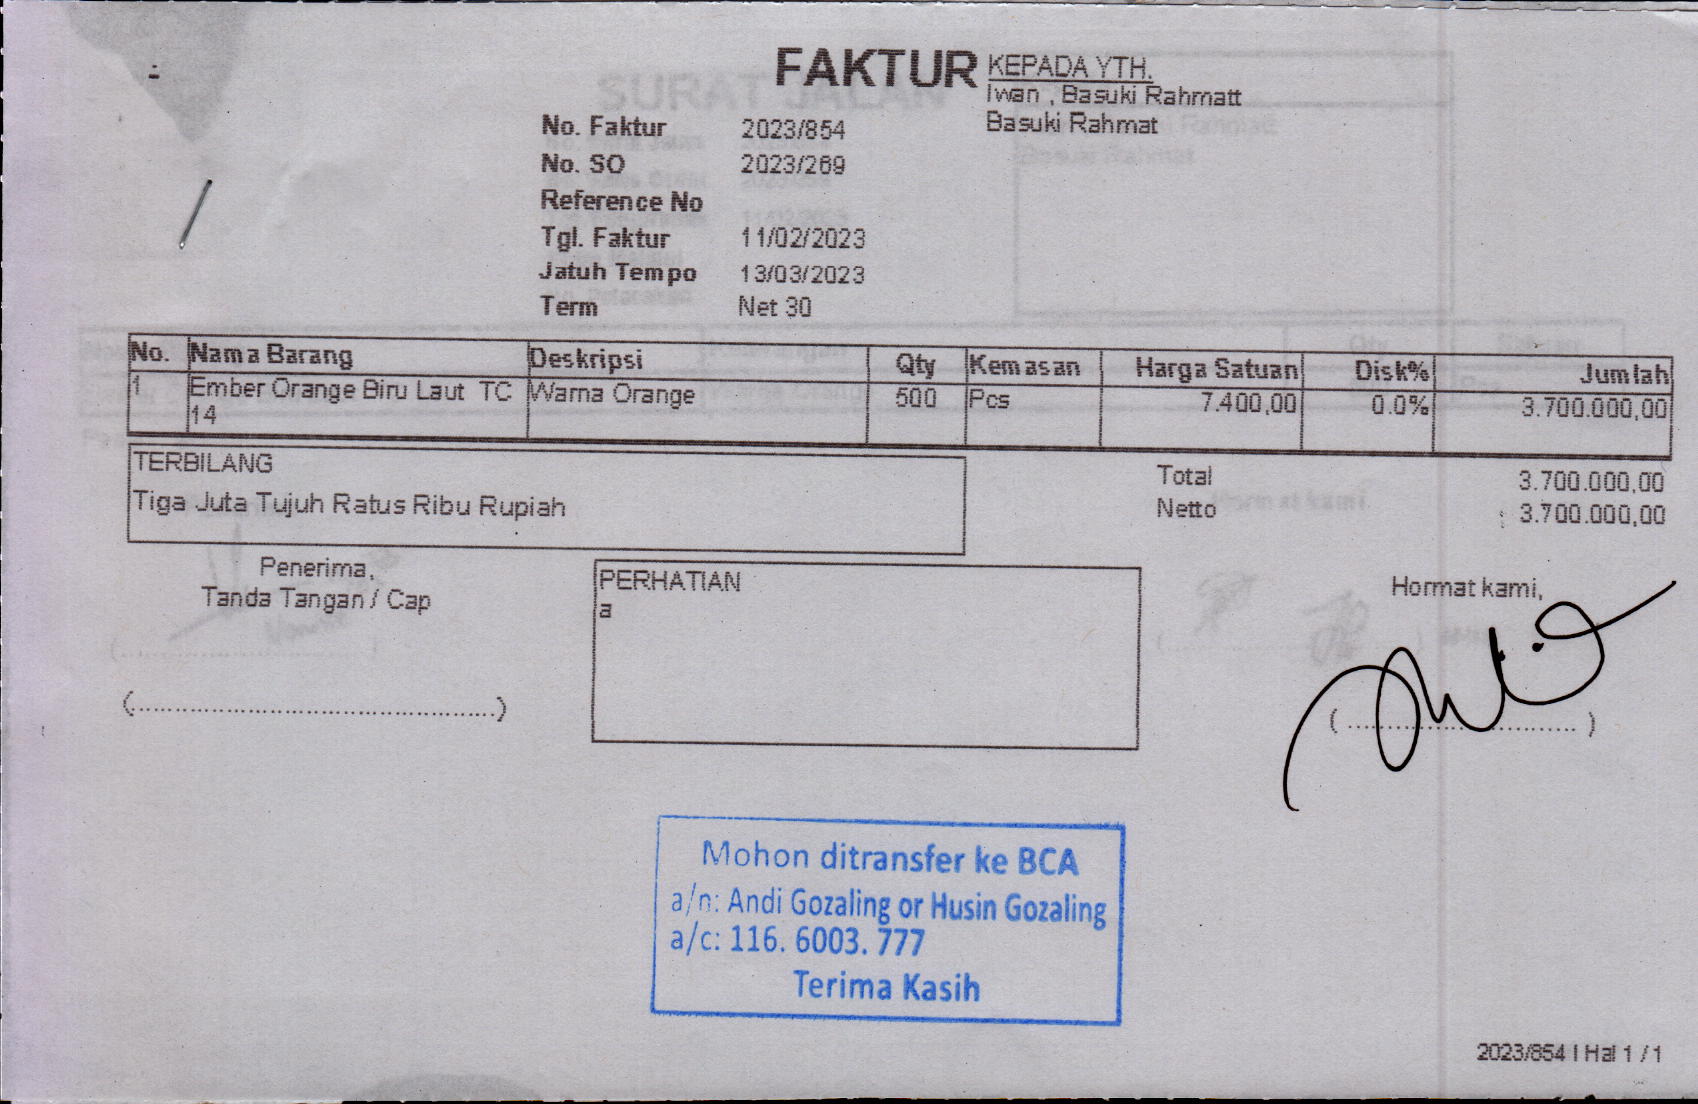 FAKTUR
KEPADA YTH.
Iwan , Basuki Rahmatt
Basuki Rahmat
No. Faktur 2023/854
No. SO 2023/269
Reference No
Tgl. Faktur 11/02/2023
Jatuh Tempo 13/03/2023
Term Net 30
No. Nama Barang Deskripsi Qty Kemasan Harga Satuan Disk% Jumlah
1 Ember Orange Biru Laut TC Warna Orange 500 Pcs 7.400,00 0.0% 3.700.000,00
14
TERBILANG
Tiga Juta Tujuh Ratus Ribu Rupiah
Total 3.700.000,00
Netto : 3.700.000,00
Penerima,
Tanda Tangan / Cap
(..............................................)
PERHATIAN
a
Hormat kami,
( .............................. )
Mohon ditransfer ke BCA
a/n: Andi Gozaling or Husin Gozaling
a/c: 116. 6003. 777
Terima Kasih
2023/854 I Hal 1 / 1
SURAT JALAN